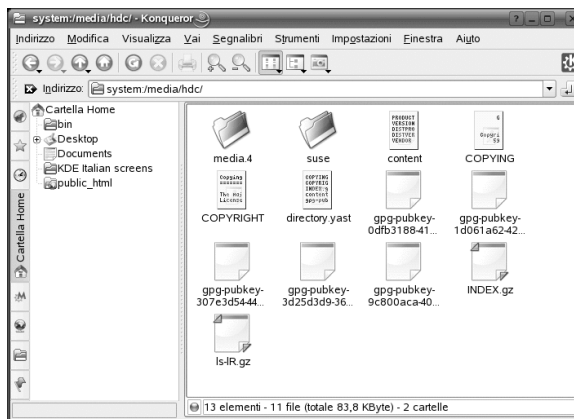 system:/media/hdc/ - Konqueror
Indirizzo Modifica Visualizza Vai Segnalibri Strumenti Impostazioni Finestra Aiuto
Indirizzo: system:/media/hdc/
Cartella Home
bin
Desktop
Documents
KDE Italian screens
public_html
Cartella Home
media.4
suse
content
COPYING
COPYRIGHT
directory.yast
gpg-pubkey-
0dfb3188-41...
gpg-pubkey-
1d061a62-42...
gpg-pubkey-
307e3d54-44...
gpg-pubkey-
3d25d3d9-36...
gpg-pubkey-
9c800aca-40...
INDEX.gz
ls-lR.gz
13 elementi - 11 file (totale 83,8 KByte) - 2 cartelle